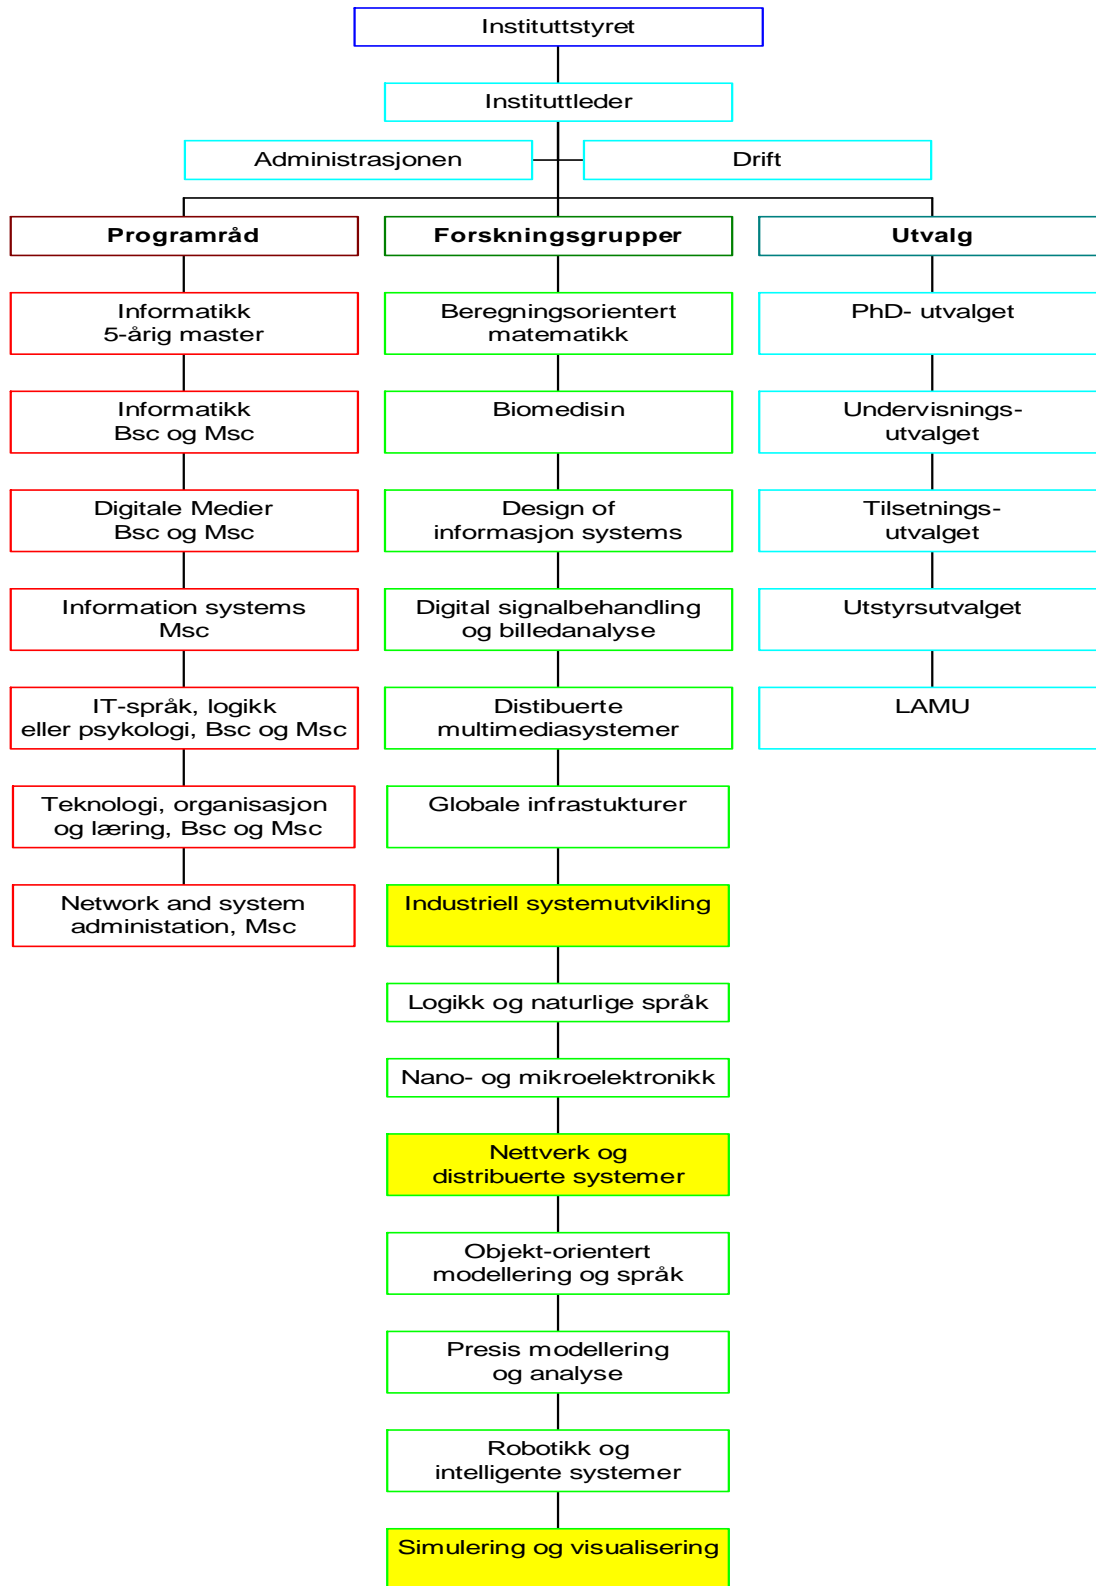 Instituttstyret
Instituttleder
Administrasjonen
Drift
Programråd
Informatikk
5-årig master
Informatikk
Bsc og Msc
Digitale Medier
Bsc og Msc
Information systems
Msc
IT-språk, logikk
eller psykologi, Bsc og Msc
Teknologi, organisasjon
og læring, Bsc og Msc
Network and system
administation, Msc
Forskningsgrupper
Beregningsorientert
matematikk
Biomedisin
Design of
informasjon systems
Digital signalbehandling
og billedanalyse
Distibuerte
multimediasystemer
Globale infrastukturer
Industriell systemutvikling
Logikk og naturlige språk
Nano- og mikroelektronikk
Nettverk og
distribuerte systemer
Objekt-orientert
modellering og språk
Presis modellering
og analyse
Robotikk og
intelligente systemer
Simulering og visualisering
Utvalg
PhD- utvalget
Undervisnings-
utvalget
Tilsetnings-
utvalget
Utstyrsutvalget
LAMU